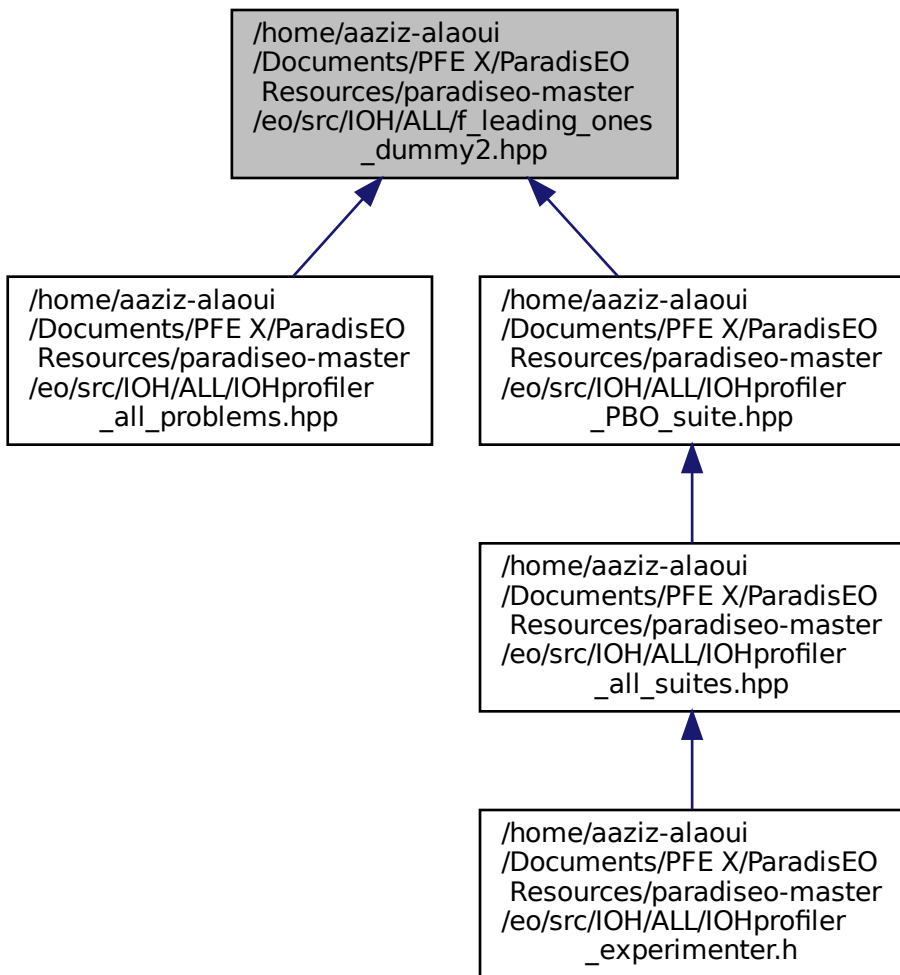 /home/aaziz-alaoui
/Documents/PFE X/ParadisEO
Resources/paradiseo-master
/eo/src/IOH/ALL/f_leading_ones
_dummy2.hpp
/home/aaziz-alaoui
/Documents/PFE X/ParadisEO
Resources/paradiseo-master
/eo/src/IOH/ALL/IOHprofiler
_all_problems.hpp
/home/aaziz-alaoui
/Documents/PFE X/ParadisEO
Resources/paradiseo-master
/eo/src/IOH/ALL/IOHprofiler
_PBO_suite.hpp
/home/aaziz-alaoui
/Documents/PFE X/ParadisEO
Resources/paradiseo-master
/eo/src/IOH/ALL/IOHprofiler
_all_suites.hpp
/home/aaziz-alaoui
/Documents/PFE X/ParadisEO
Resources/paradiseo-master
/eo/src/IOH/ALL/IOHprofiler
_experimenter.h